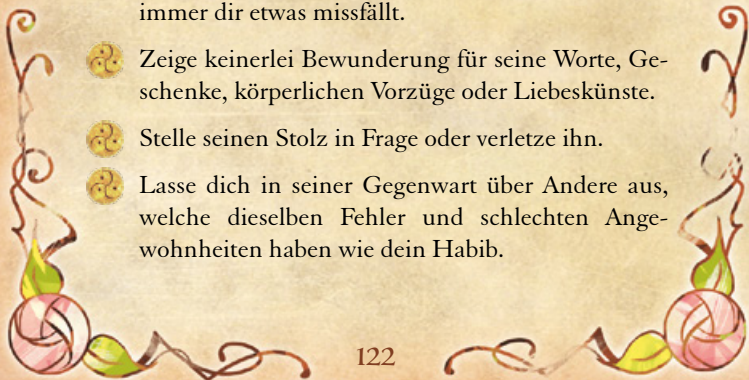 immer dir etwas missfällt.
Zeige keinerlei Bewunderung für seine Worte, Ge-
schenke, körperlichen Vorzüge oder Liebeskünste.
Stelle seinen Stolz in Frage oder verletze ihn.
Lasse dich in seiner Gegenwart über Andere aus,
welche dieselben Fehler und schlechten Ange-
wohnheiten haben wie dein Habib.
122